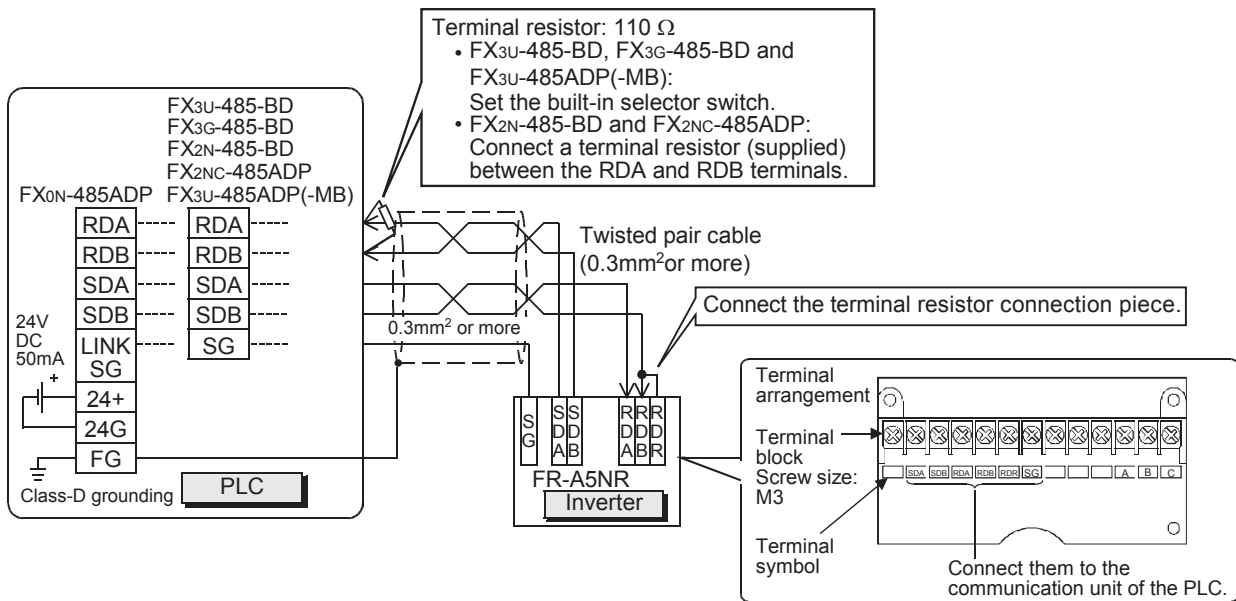 Terminal resistor: 110 Ω
• FX3U-485-BD, FX3G-485-BD and
FX3U-485ADP(-MB):
Set the built-in selector switch.
• FX2N-485-BD and FX2NC-485ADP:
Connect a terminal resistor (supplied)
between the RDA and RDB terminals.
FX3U-485-BD
FX3G-485-BD
FX2N-485-BD
FX2NC-485ADP
FX0N-485ADP FX3U-485ADP(-MB)
RDA RDA
RDB RDB
SDA SDA
SDB SDB
LINK SG
SG
24+
24G
FG
24V
DC
50mA
+
Class-D grounding
PLC
Twisted pair cable
(0.3mm2or more)
0.3mm2 or more
Connect the terminal resistor connection piece.
SG SDA SDB RDA RDB RDR
FR-A5NR
Inverter
Terminal
arrangement
Terminal
block
Screw size:
M3
SDA SDB RDA RDB RDR SG A B C
Terminal
symbol
Connect them to the
communication unit of the PLC.